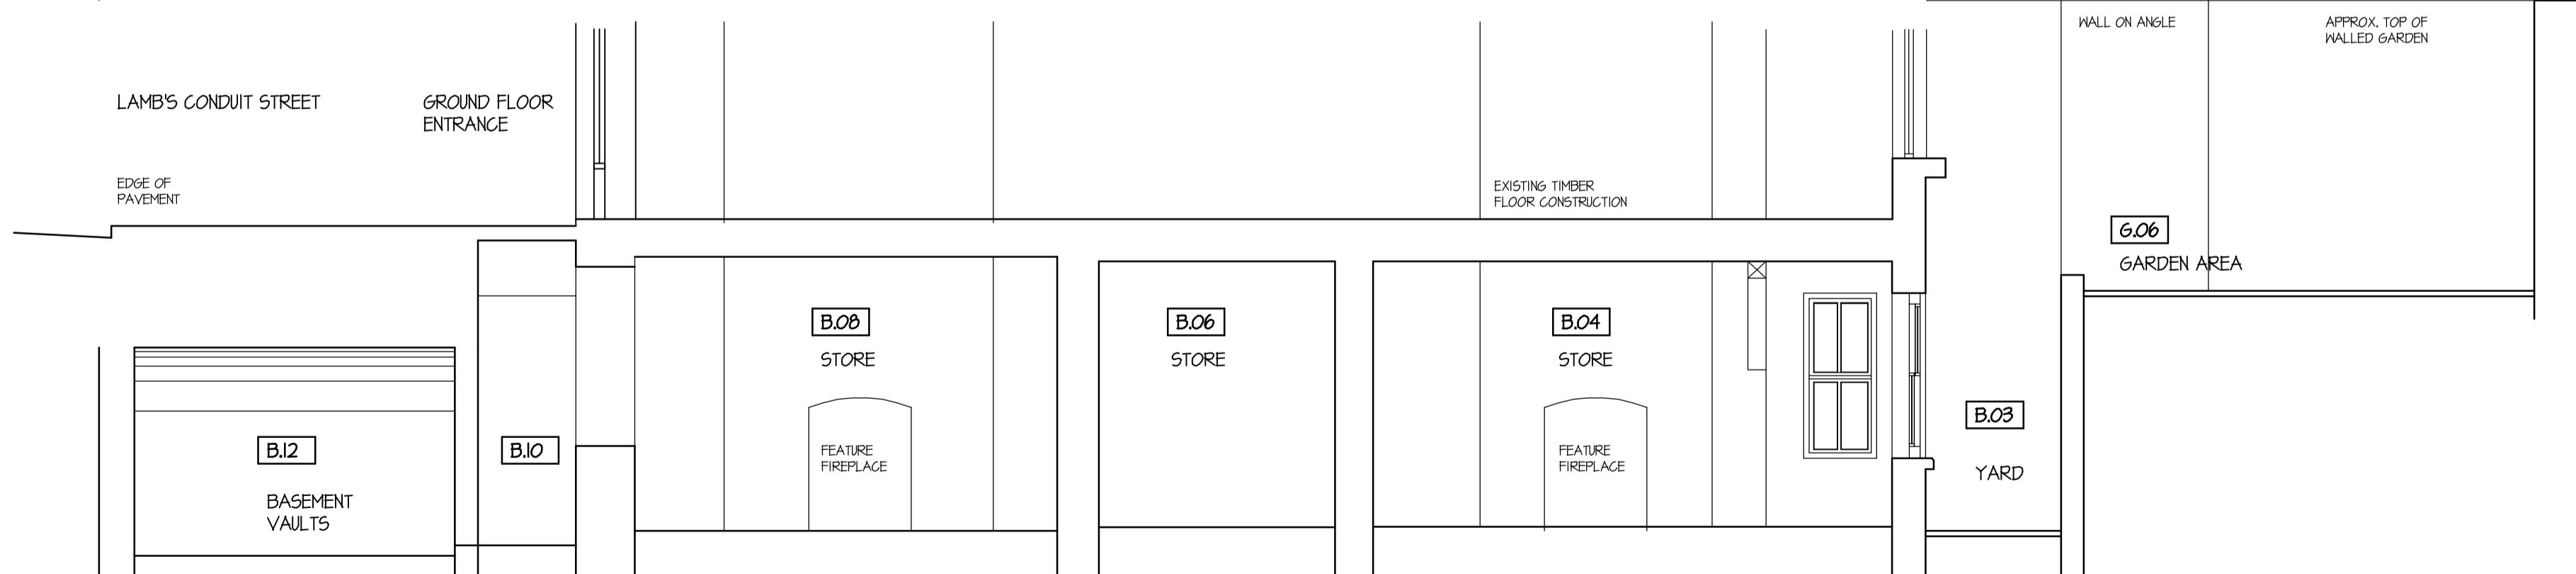 WALL ON ANGLE
APPROX. TOP OF
WALLED GARDEN
LAMB'S CONDUIT STREET
GROUND FLOOR
ENTRANCE
EDGE OF
PAVEMENT
EXISTING TIMBER
FLOOR CONSTRUCTION
G.06
GARDEN AREA
B.08
STORE
B.06
STORE
B.04
STORE
B.03
YARD
B.12
BASEMENT
VAULTS
B.10
FEATURE
FIREPLACE
FEATURE
FIREPLACE